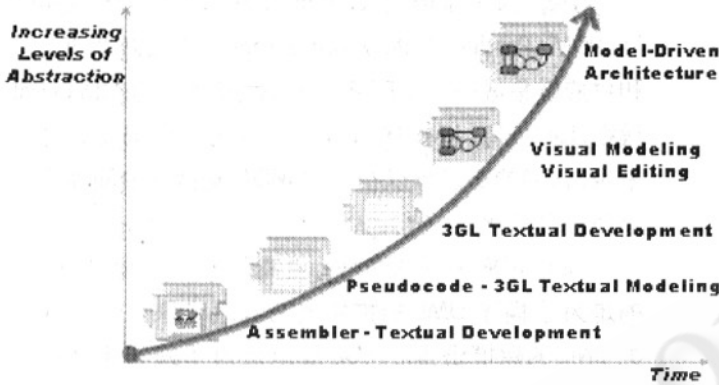 Increasing
Levels of
Abstraction
Model-Driven
Architecture
Visual Modeling
Visual Editing
3GL Textual Development
Pseudocode - 3GL Textual Modeling
Assembler - Textual Development
Time